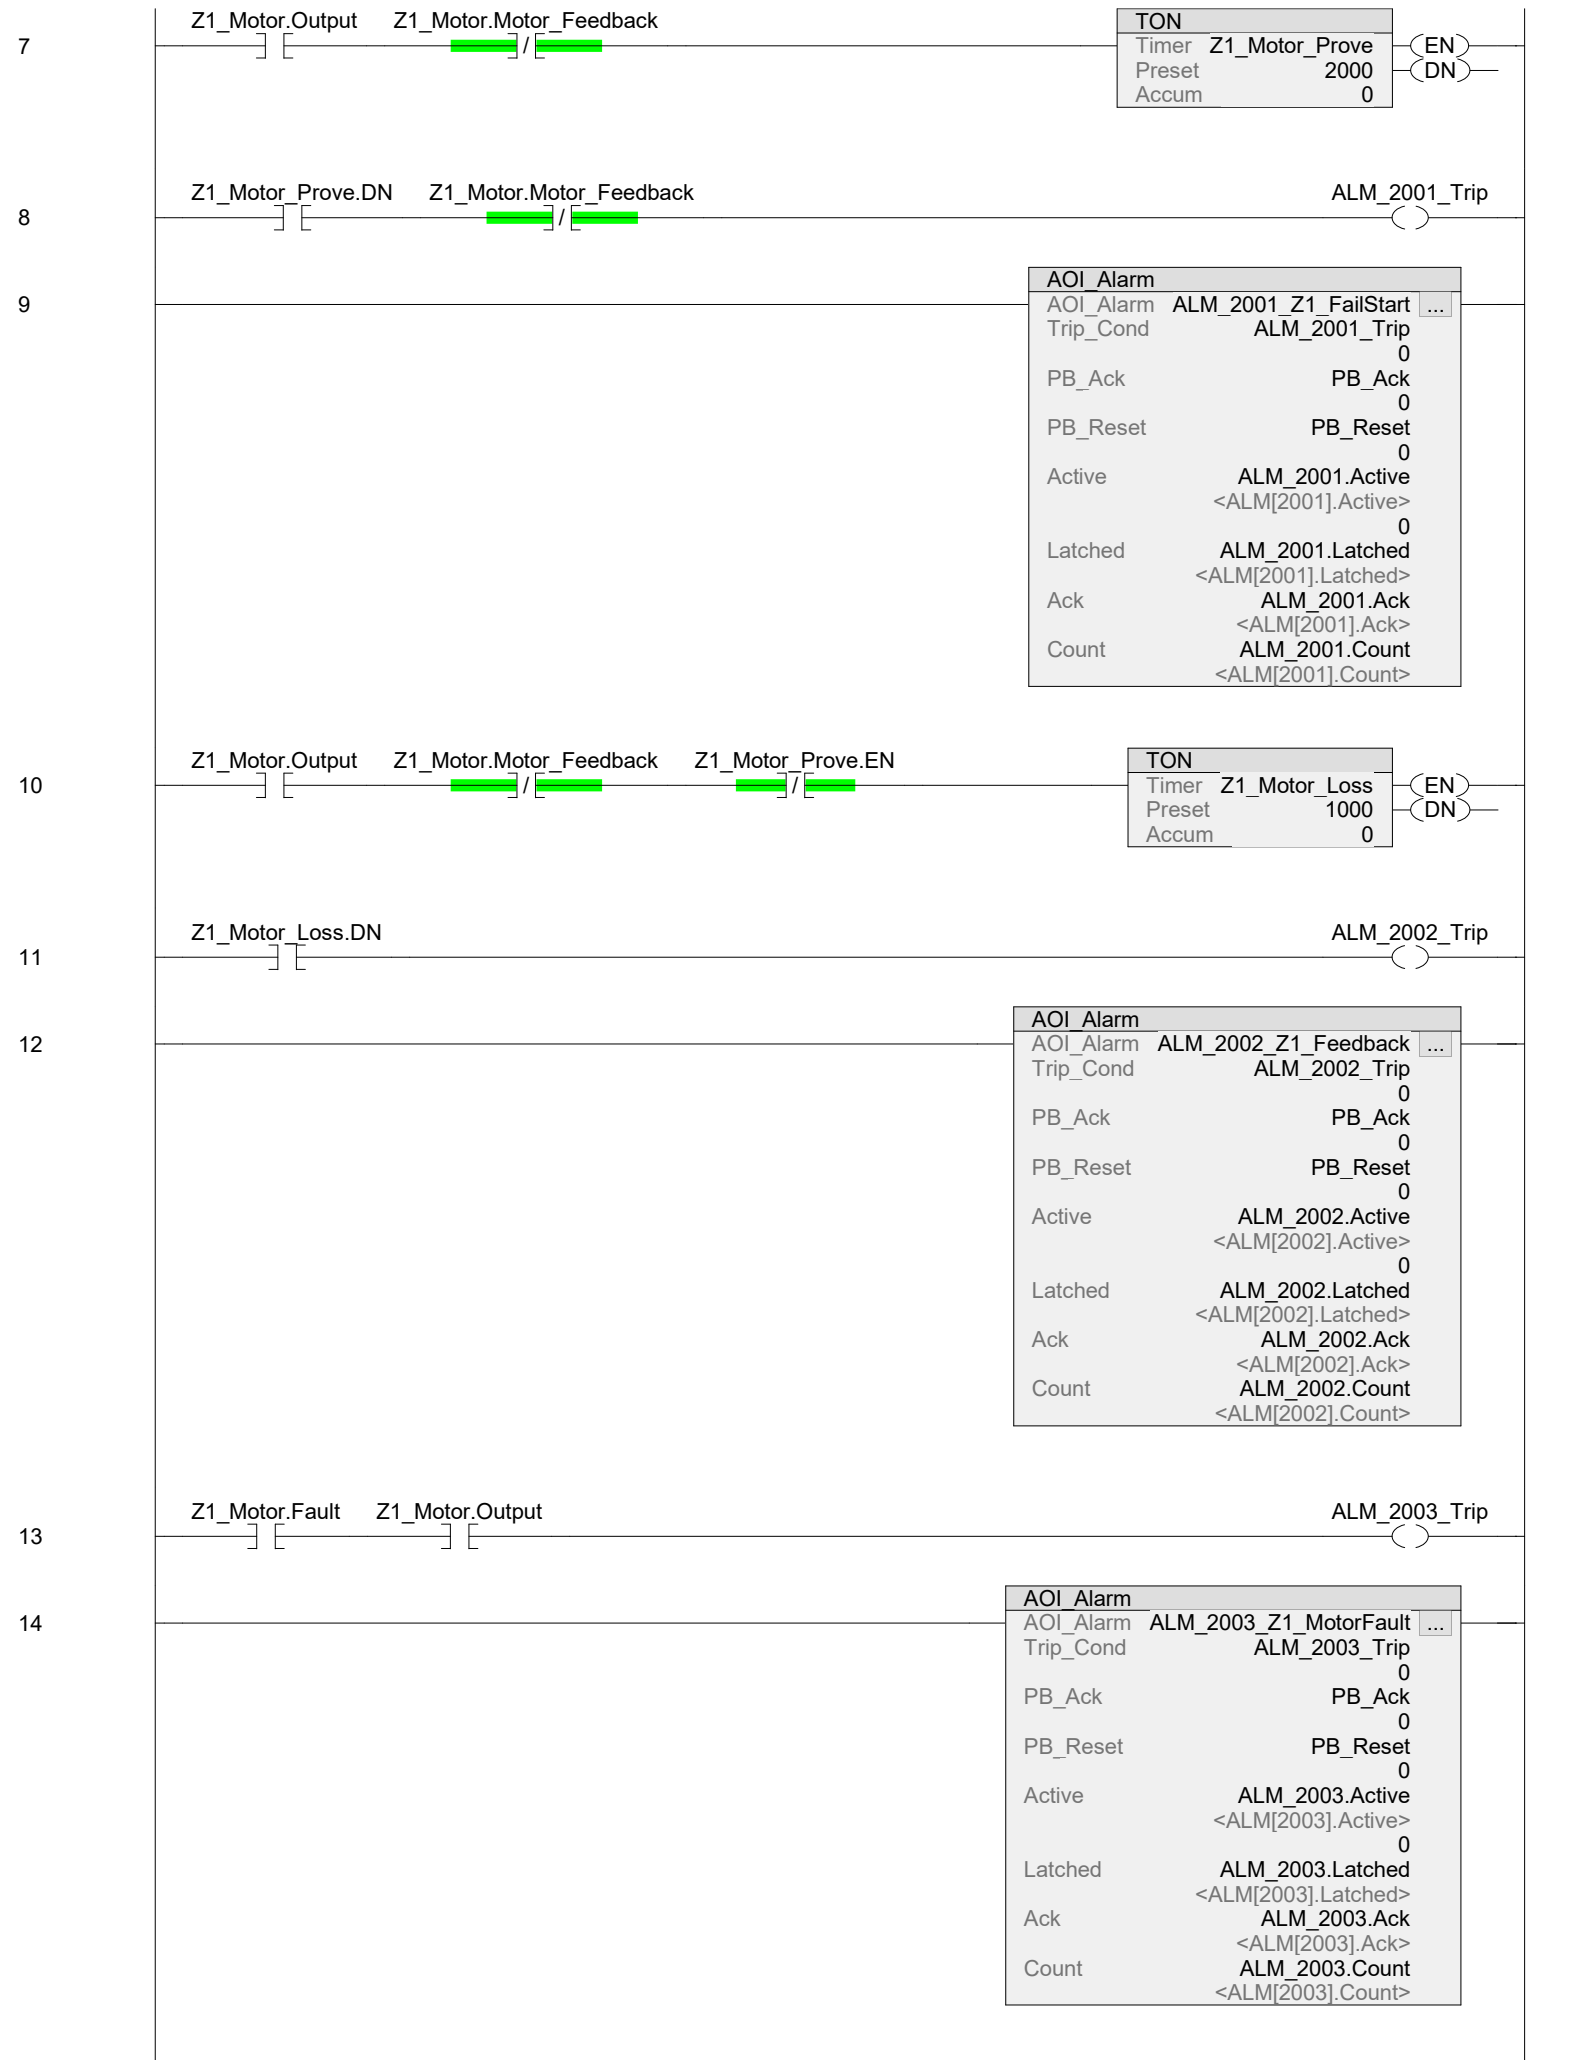 7
Z1_Motor.Output Z1_Motor.Motor_Feedback
/
TON
Timer Z1_Motor_Prove
Preset 2000
Accum 0
EN
DN
8
Z1_Motor_Prove.DN Z1_Motor.Motor_Feedback ALM_2001_Trip
/
9
AOI_Alarm
AOI_Alarm ALM_2001_Z1_FailStart ...
Trip_Cond ALM_2001_Trip
0
PB_Ack PB_Ack
0
PB_Reset PB_Reset
0
Active ALM_2001.Active
<ALM[2001].Active>
0
Latched ALM_2001.Latched
<ALM[2001].Latched>
Ack ALM_2001.Ack
<ALM[2001].Ack>
Count ALM_2001.Count
<ALM[2001].Count>
10
Z1_Motor.Output Z1_Motor.Motor_Feedback Z1_Motor_Prove.EN
/ /
TON
Timer Z1_Motor_Loss
Preset 1000
Accum 0
EN
DN
11
Z1_Motor_Loss.DN ALM_2002_Trip
12
AOI_Alarm
AOI_Alarm ALM_2002_Z1_Feedback ...
Trip_Cond ALM_2002_Trip
0
PB_Ack PB_Ack
0
PB_Reset PB_Reset
0
Active ALM_2002.Active
<ALM[2002].Active>
0
Latched ALM_2002.Latched
<ALM[2002].Latched>
Ack ALM_2002.Ack
<ALM[2002].Ack>
Count ALM_2002.Count
<ALM[2002].Count>
13
Z1_Motor.Fault Z1_Motor.Output ALM_2003_Trip
14
AOI_Alarm
AOI_Alarm ALM_2003_Z1_MotorFault ...
Trip_Cond ALM_2003_Trip
0
PB_Ack PB_Ack
0
PB_Reset PB_Reset
0
Active ALM_2003.Active
<ALM[2003].Active>
0
Latched ALM_2003.Latched
<ALM[2003].Latched>
Ack ALM_2003.Ack
<ALM[2003].Ack>
Count ALM_2003.Count
<ALM[2003].Count>